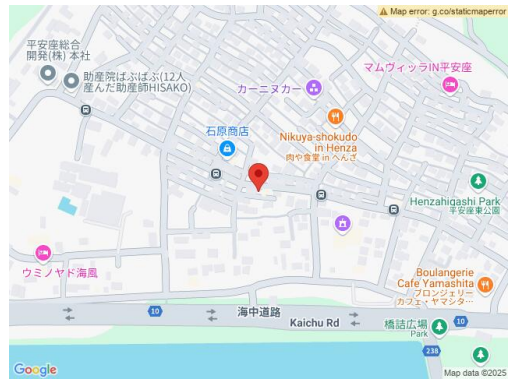 Map error: g.co/staticmaperror
平安座総合
開発(株) 本社
助産院ばぶばぶ(12人
産んだ助産師HISAKO)
カーニヌカー
マムヴィッラIN平安座
石原商店
Nikuya shokudo
in Henza
肉や食堂 in へんざ
Henzahigashi Park
平安座東公園
ウミノヤド海風
Boulangerie
Cafe Yamashita
ブロンジェリー
カフェ・ヤマシタ…
10
海中道路
Kaichu Rd
10
橋詰広場
Park
238
Google
Map data ©2025